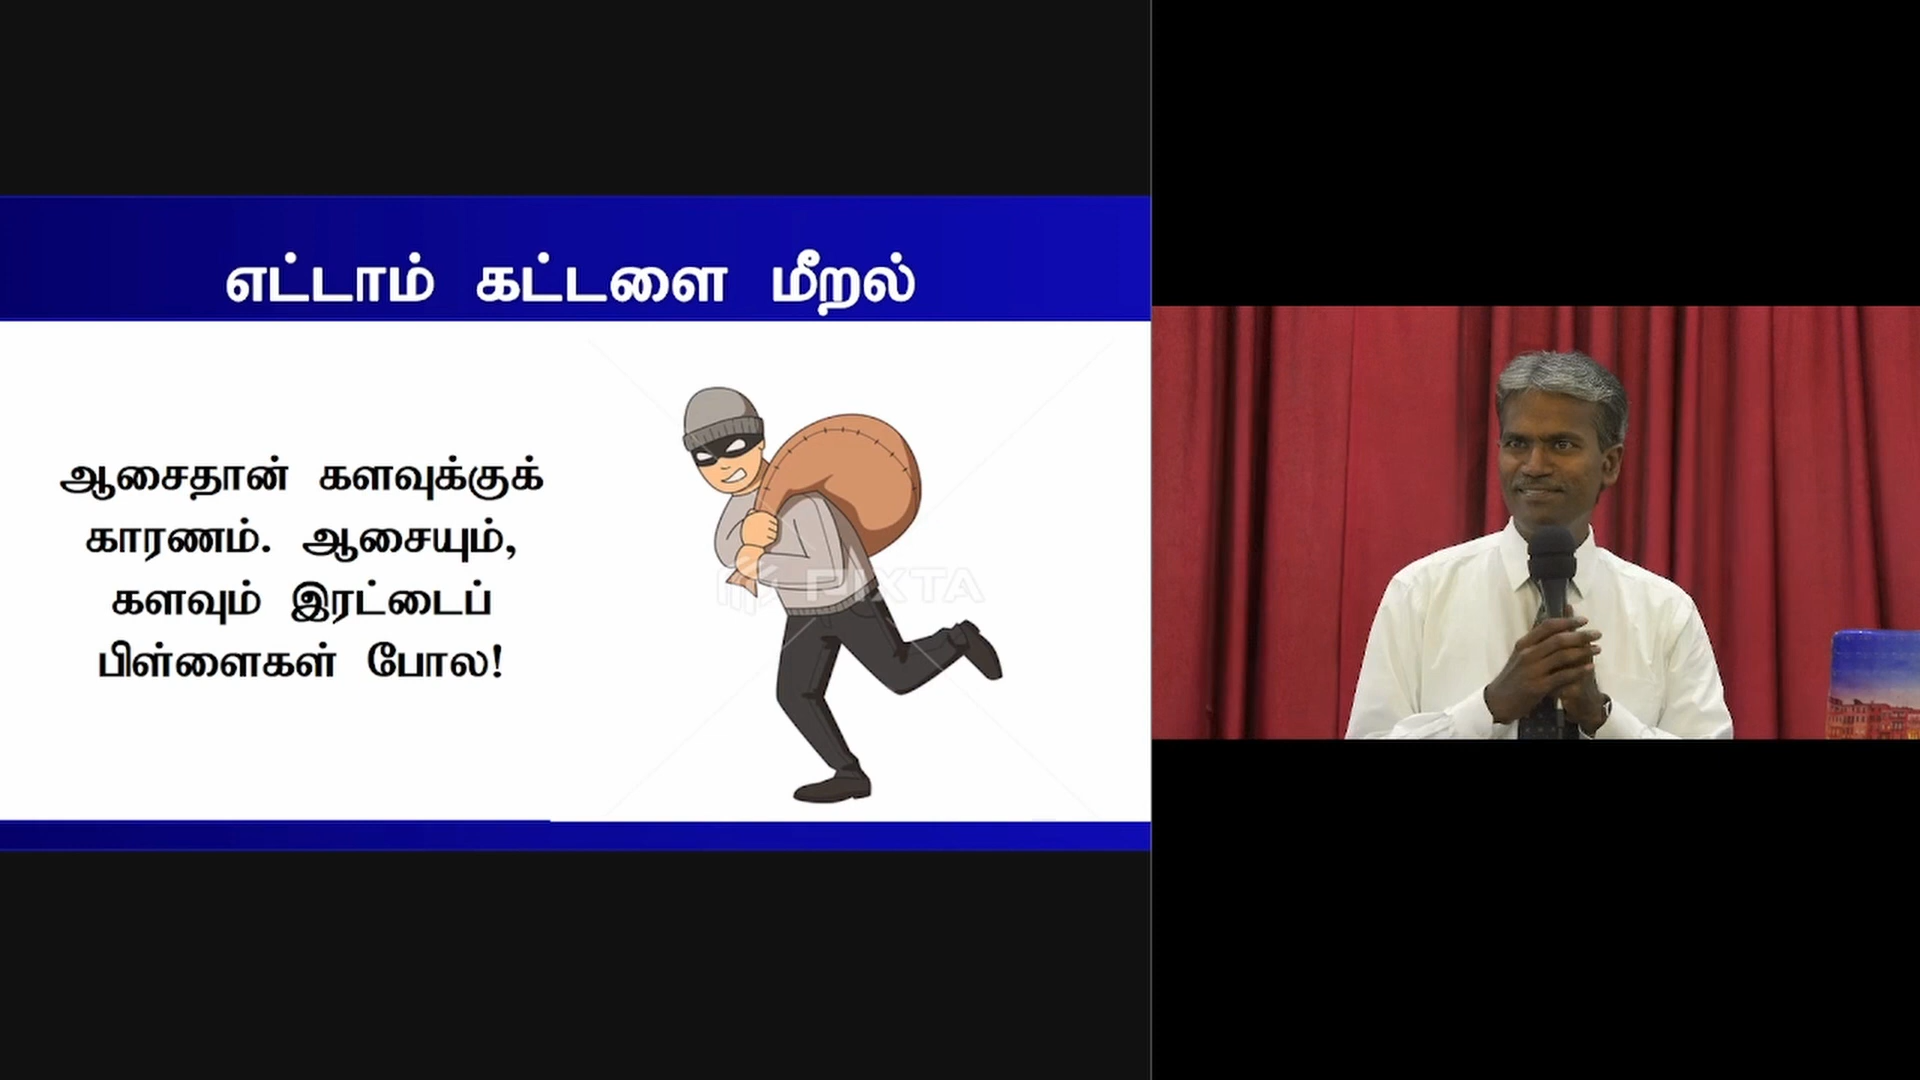 எட்டாம் கட்டளை மீறல்
ஆசைதான் களவுக்குக்
காரணம். ஆசையும்,
களவும் இரட்டைப்
பிள்ளைகள் போல!
PIXTA